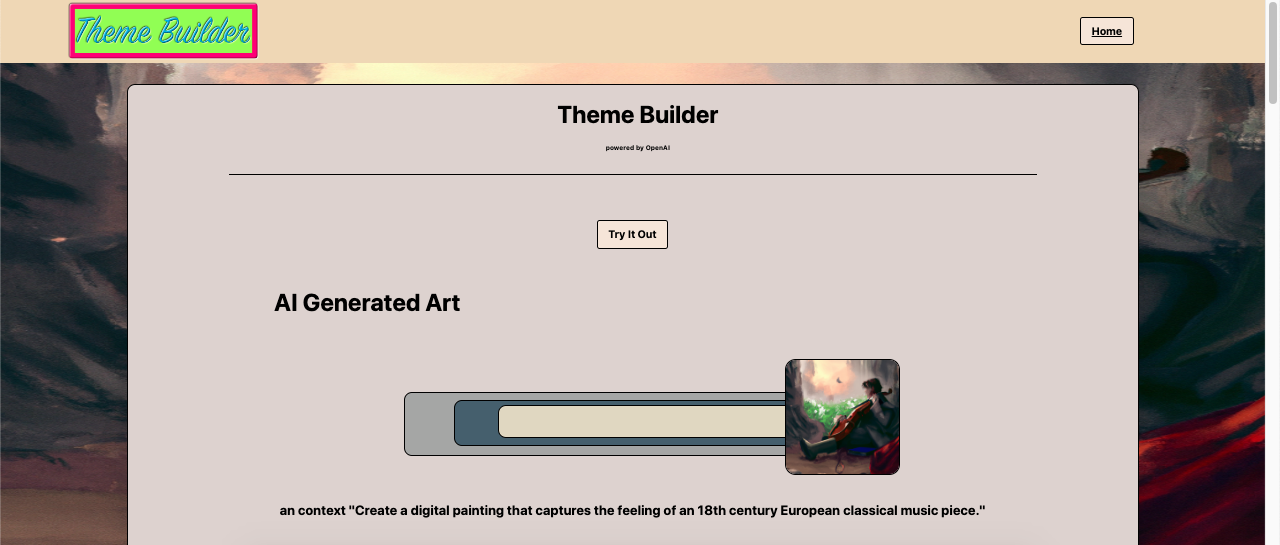 Theme Builder
Home
Theme Builder
powered by OpenAI
Try It Out
AI Generated Art
an context "Create a digital painting that captures the feeling of an 18th century European classical music piece."